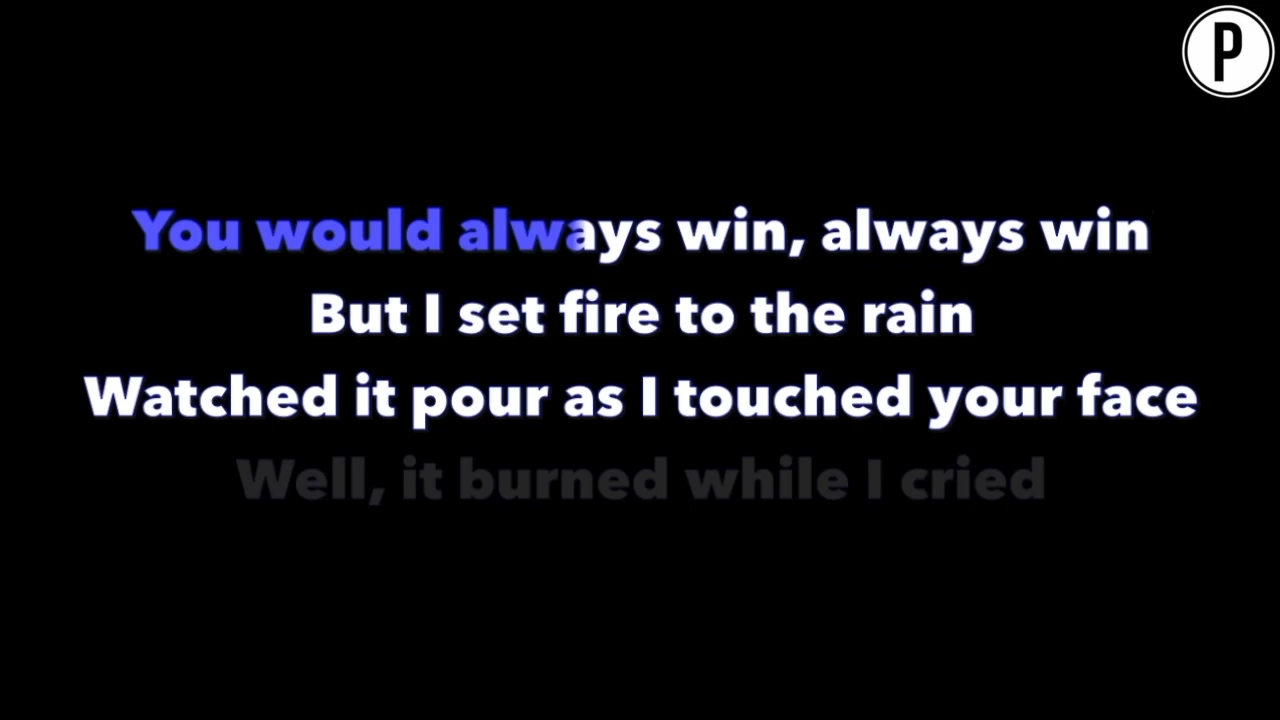 P
You would always win, always win
But I set fire to the rain
Watched it pour as I touched your face
Well, it burned while I cried